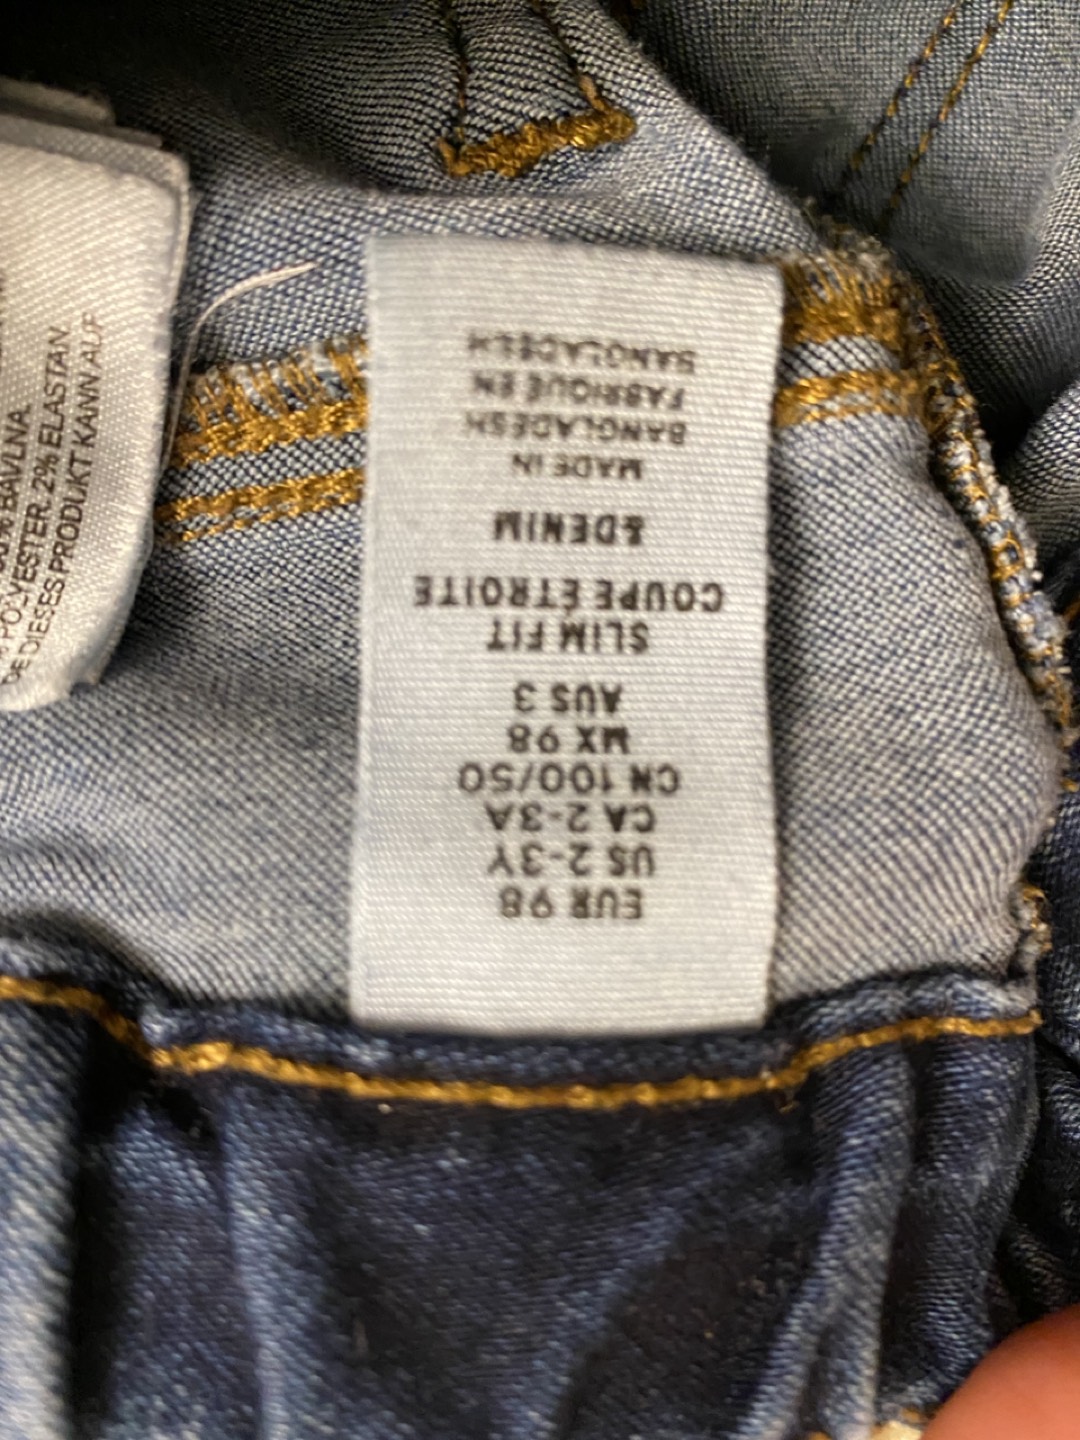 EUR 98
US 2-3Y
CA 2-3A
CN 100/50
MX 98
AUS 3
SLIM FIT
COUPE ÉTROITE
&DENIM
MADE IN
BANGLADESH
FABRIQUÉ EN
BANGLADESH
BAVLNA
POLYESTER, 2% ELASTAN.
DIESES PRODUKT KANN AUF